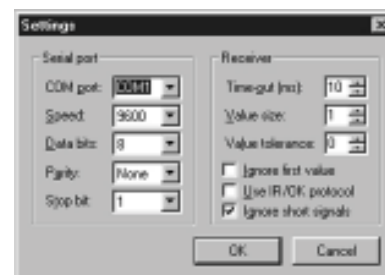 Settings
Serial port
COM port: COM1
Speed: 9600
Data bits: 8
Parity: None
Stop bit: 1
Receiver
Time-gut (ms): 10
Value size: 1
Value tolerance: 0
Ignore first value
Use IR/OK protocol
Ignore short signals
OK
Cancel